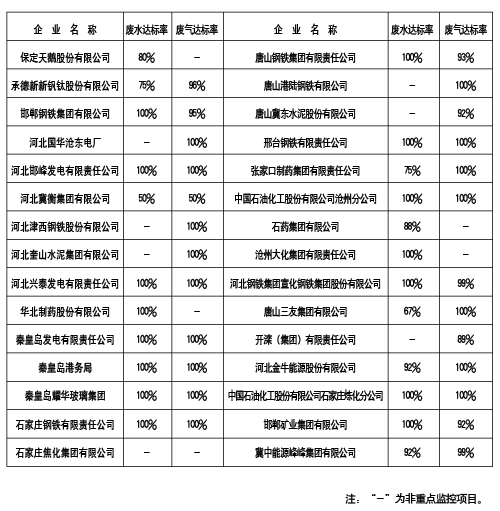 企 业 名 称 废水达标率 废气达标率 企 业 名 称 废水达标率 废气达标率
保定天鹅股份有限公司 80% － 唐山钢铁集团有限责任公司 100% 93%
承德新新钒钛股份有限公司 75% 96% 唐山港陆钢铁有限公司 － 100%
邯郸钢铁集团有限公司 100% 95% 唐山冀东水泥股份有限公司 － 92%
河北国华沧东电厂 － 100% 邢台钢铁有限责任公司 100% 100%
河北邯峰发电有限责任公司 100% 100% 张家口制药集团有限责任公司 75% 100%
河北冀衡集团有限公司 50% 50% 中国石油化工股份有限公司沧州分公司 100% 100%
河北津西钢铁股份有限公司 － 100% 石药集团有限公司 88% －
河北奎山水泥集团有限公司 － 100% 沧州大化集团有限责任公司 100% －
河北兴泰发电有限责任公司 100% 100% 河北钢铁集团宣化钢铁集团股份有限公司 100% 99%
华北制药股份有限公司 100% － 唐山三友集团有限公司 67% 100%
秦皇岛发电有限责任公司 100% 100% 开滦（集团）有限责任公司 － 89%
秦皇岛港务局 100% 100% 河北金牛能源股份有限公司 92% 100%
秦皇岛耀华玻璃集团 100% 100% 中国石油化工股份有限公司石家庄炼化分公司 100% 100%
石家庄钢铁有限责任公司 100% 100% 邯郸矿业集团有限公司 100% 92%
石家庄焦化集团有限公司 － － 冀中能源峰峰集团有限公司 92% 99%
注：“－”为非重点监控项目。